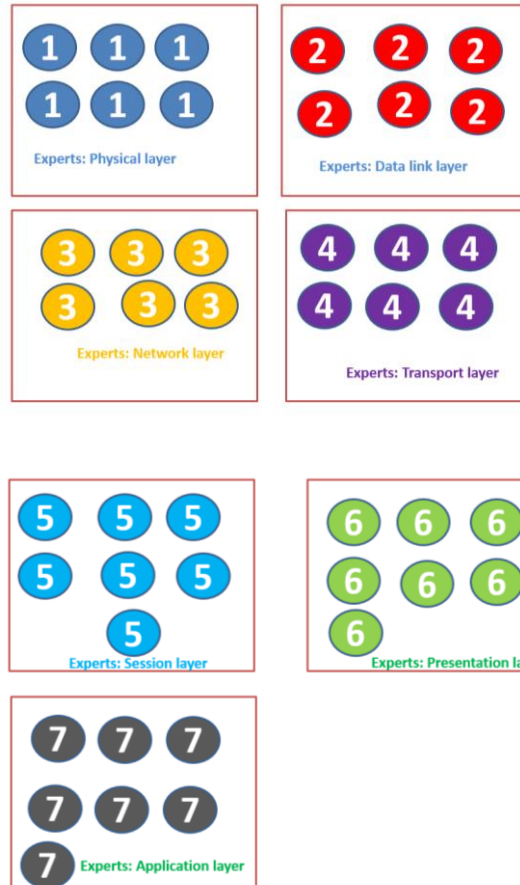 1 1 1
1 1 1
Experts: Physical layer
2 2 2
2 2 2
Experts: Data link layer
3 3 3
3 3 3
Experts: Network layer
4 4 4
4 4 4
Experts: Transport layer
5 5 5
5 5 5
5
Experts: Session layer
6 6 6
6 6 6
6
Experts: Presentation la
7 7 7
7 7 7
7 Experts: Application layer